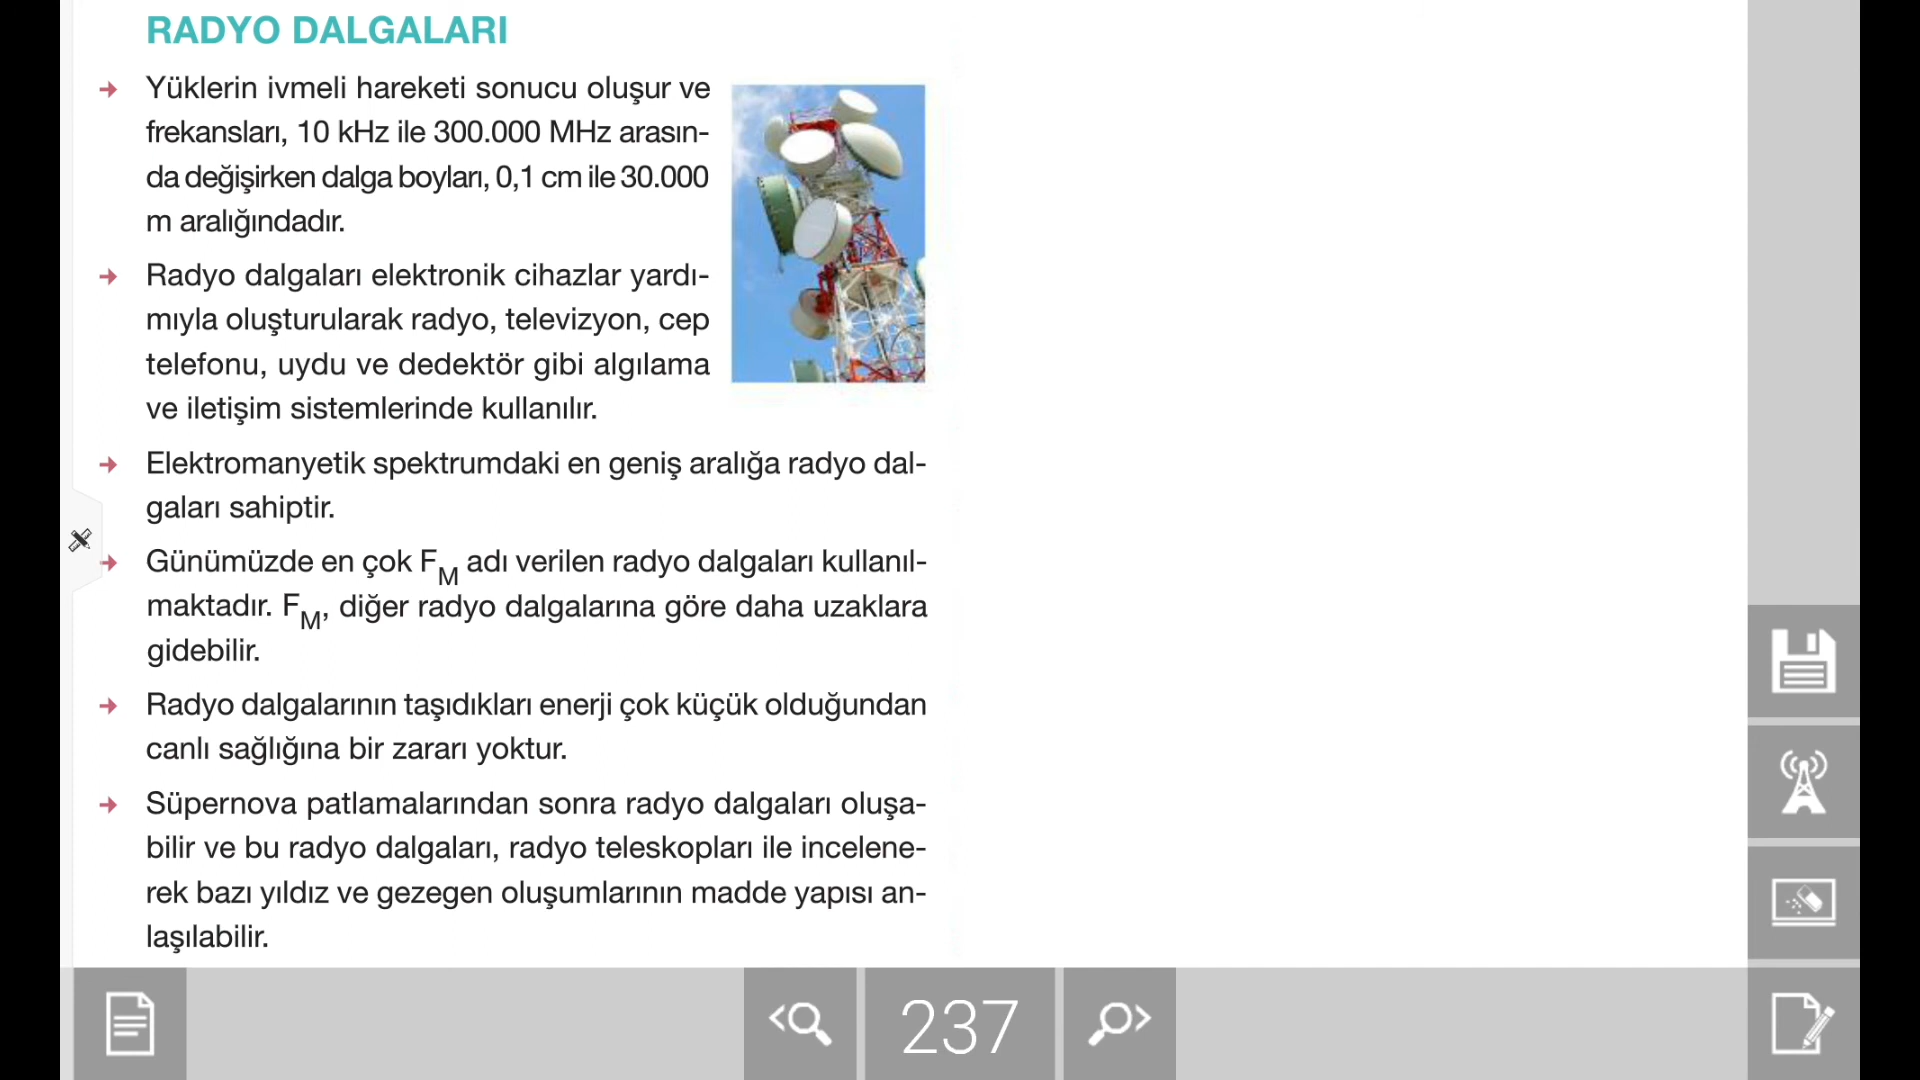 RADYO DALGALARI
→ Yüklerin ivmeli hareketi sonucu oluşur ve
frekansları, 10 kHz ile 300.000 MHz arasın-
da değişirken dalga boyları, 0,1 cm ile 30.000
m aralığındadır.
→ Radyo dalgaları elektronik cihazlar yardı-
mıyla oluşturularak radyo, televizyon, cep
telefonu, uydu ve dedektör gibi algılama
ve iletişim sistemlerinde kullanılır.
→ Elektromanyetik spektrumdaki en geniş aralığa radyo dal-
gaları sahiptir.
→ Günümüzde en çok FM adı verilen radyo dalgaları kullanıl-
maktadır. FM, diğer radyo dalgalarına göre daha uzaklara
gidebilir.
→ Radyo dalgalarının taşıdıkları enerji çok küçük olduğundan
canlı sağlığına bir zararı yoktur.
→ Süpernova patlamalarından sonra radyo dalgaları oluşa-
bilir ve bu radyo dalgaları, radyo teleskopları ile incelene-
rek bazı yıldız ve gezegen oluşumlarının madde yapısı an-
laşılabilir.
237